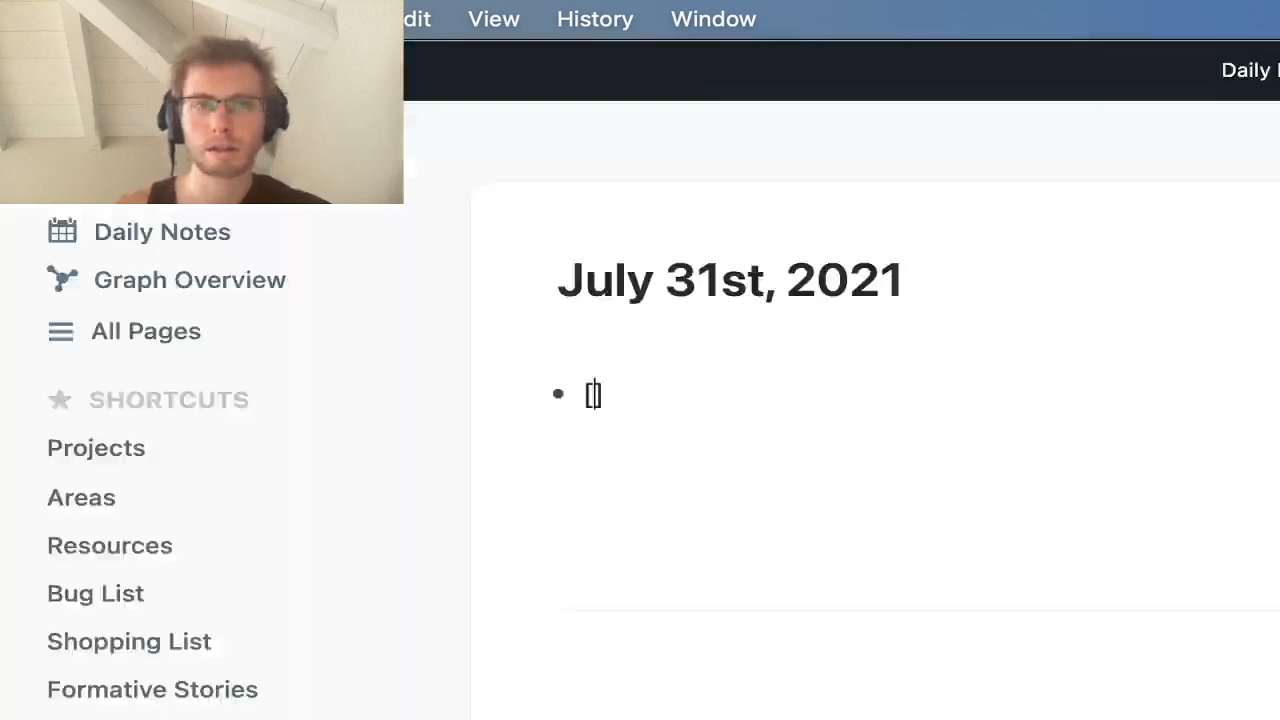 dit View History Window
Daily
Daily Notes
Graph Overview
All Pages
SHORTCUTS
Projects
Areas
Resources
Bug List
Shopping List
Formative Stories
July 31st, 2021
[]